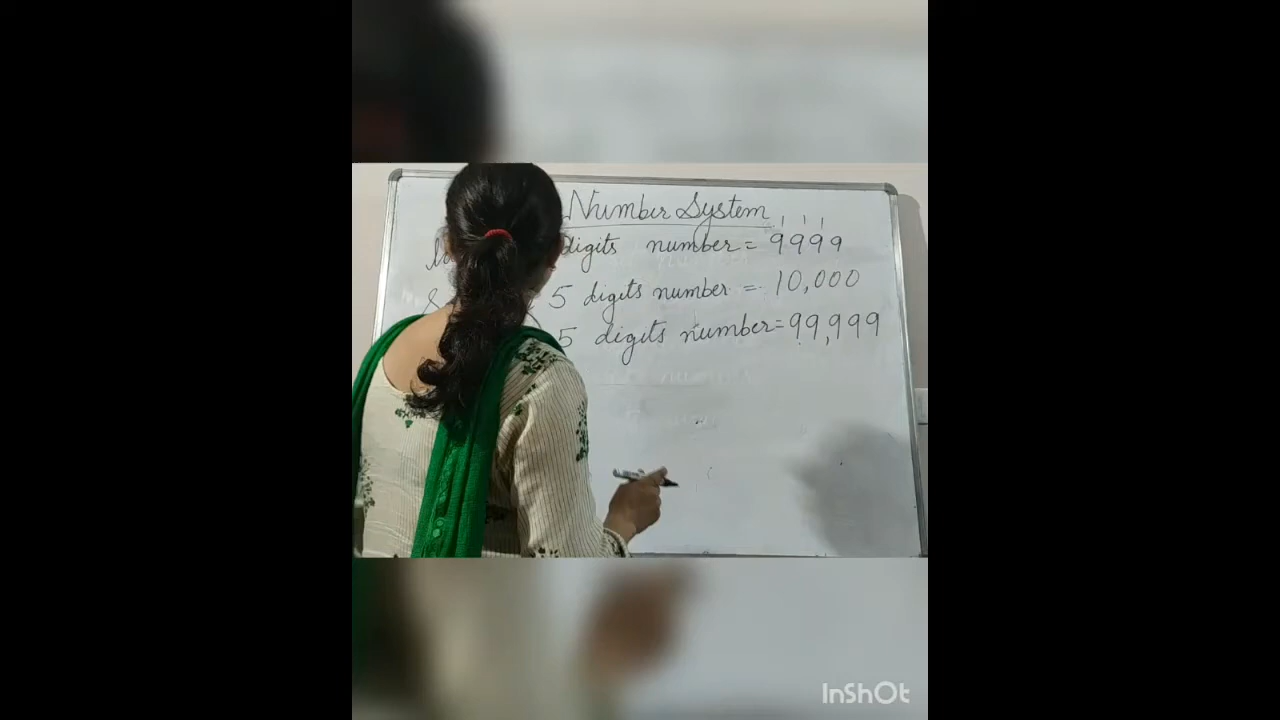 Number System
digits number = 9999
5 digits number = 10,000
5 digits number = 99,999
InShOt